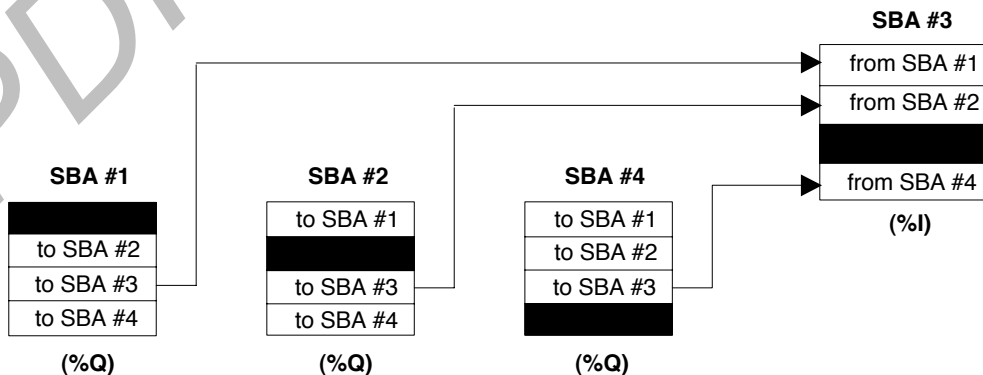 SBA #3
from SBA #1
from SBA #2
from SBA #4
(%I)
SBA #1
to SBA #2
to SBA #3
to SBA #4
(%Q)
SBA #2
to SBA #1
to SBA #3
to SBA #4
(%Q)
SBA #4
to SBA #1
to SBA #2
to SBA #3
(%Q)